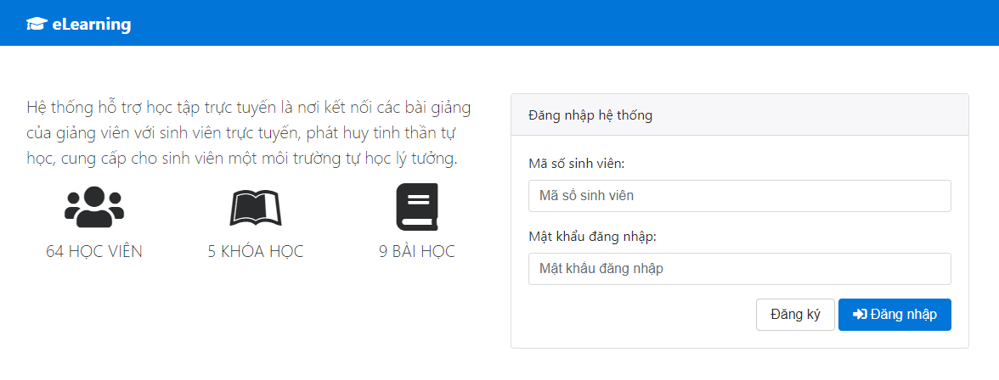 eLearning
Hệ thống hỗ trợ học tập trực tuyến là nơi kết nối các bài giảng
của giảng viên với sinh viên trực tuyến, phát huy tinh thần tự
học, cung cấp cho sinh viên một môi trường tự học lý tưởng.
64 HỌC VIÊN
5 KHÓA HỌC
9 BÀI HỌC
Đăng nhập hệ thống
Mã số sinh viên:
Mã số sinh viên
Mật khẩu đăng nhập:
Mật khẩu đăng nhập
Đăng ký
Đăng nhập